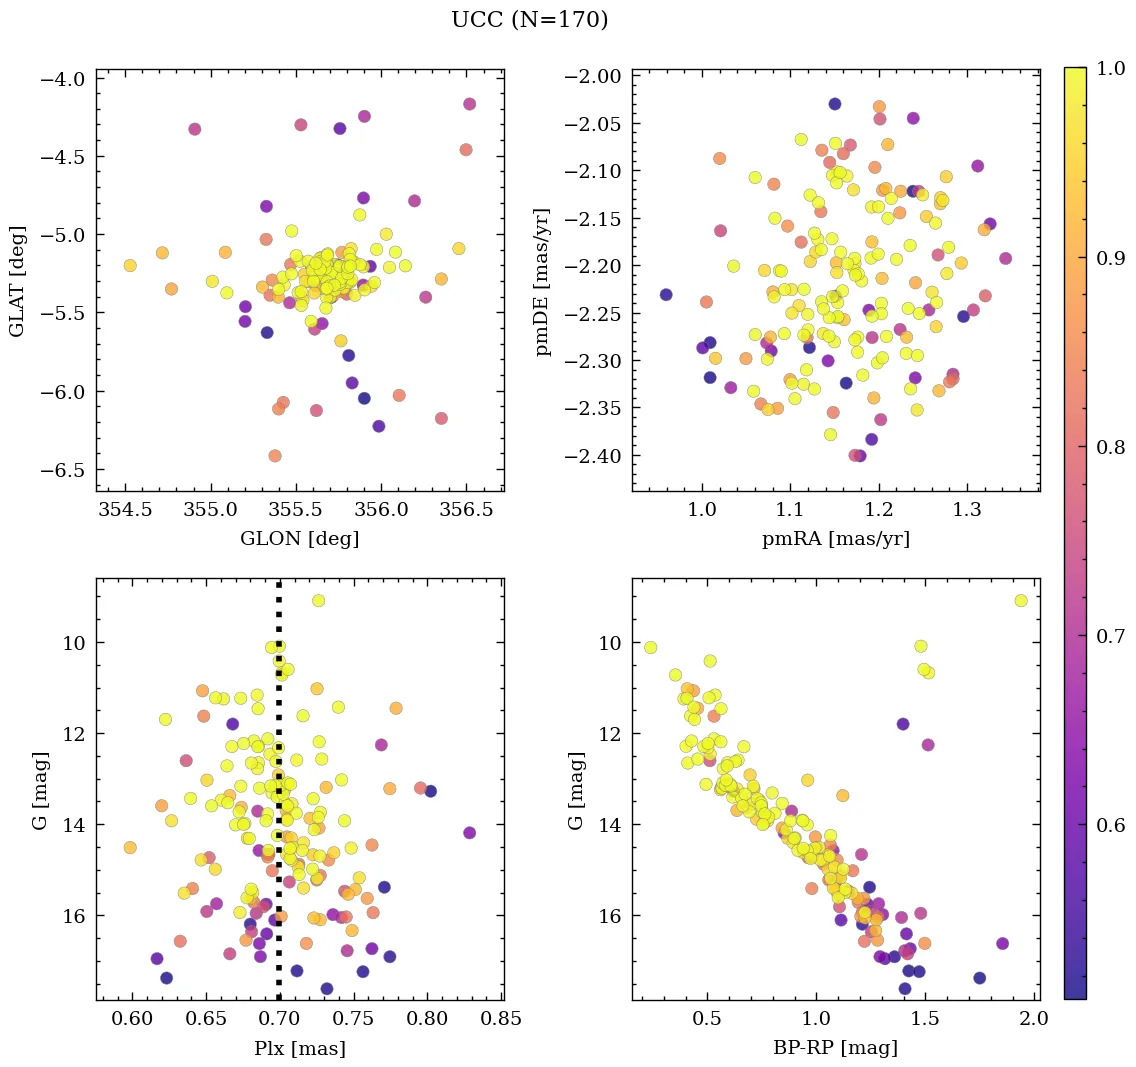 UCC (N=170)
−4.0
−4.5
−5.0
−5.5
−6.0
−6.5
GLAT [deg]
354.5 355.0 355.5 356.0 356.5
GLON [deg]
−2.00
−2.05
−2.10
−2.15
−2.20
−2.25
−2.30
−2.35
−2.40
pmDE [mas/yr]
1.0 1.1 1.2 1.3
pmRA [mas/yr]
10
12
14
16
G [mag]
0.60 0.65 0.70 0.75 0.80 0.85
Plx [mas]
10
12
14
16
G [mag]
0.5 1.0 1.5 2.0
BP-RP [mag]
1.0
0.9
0.8
0.7
0.6